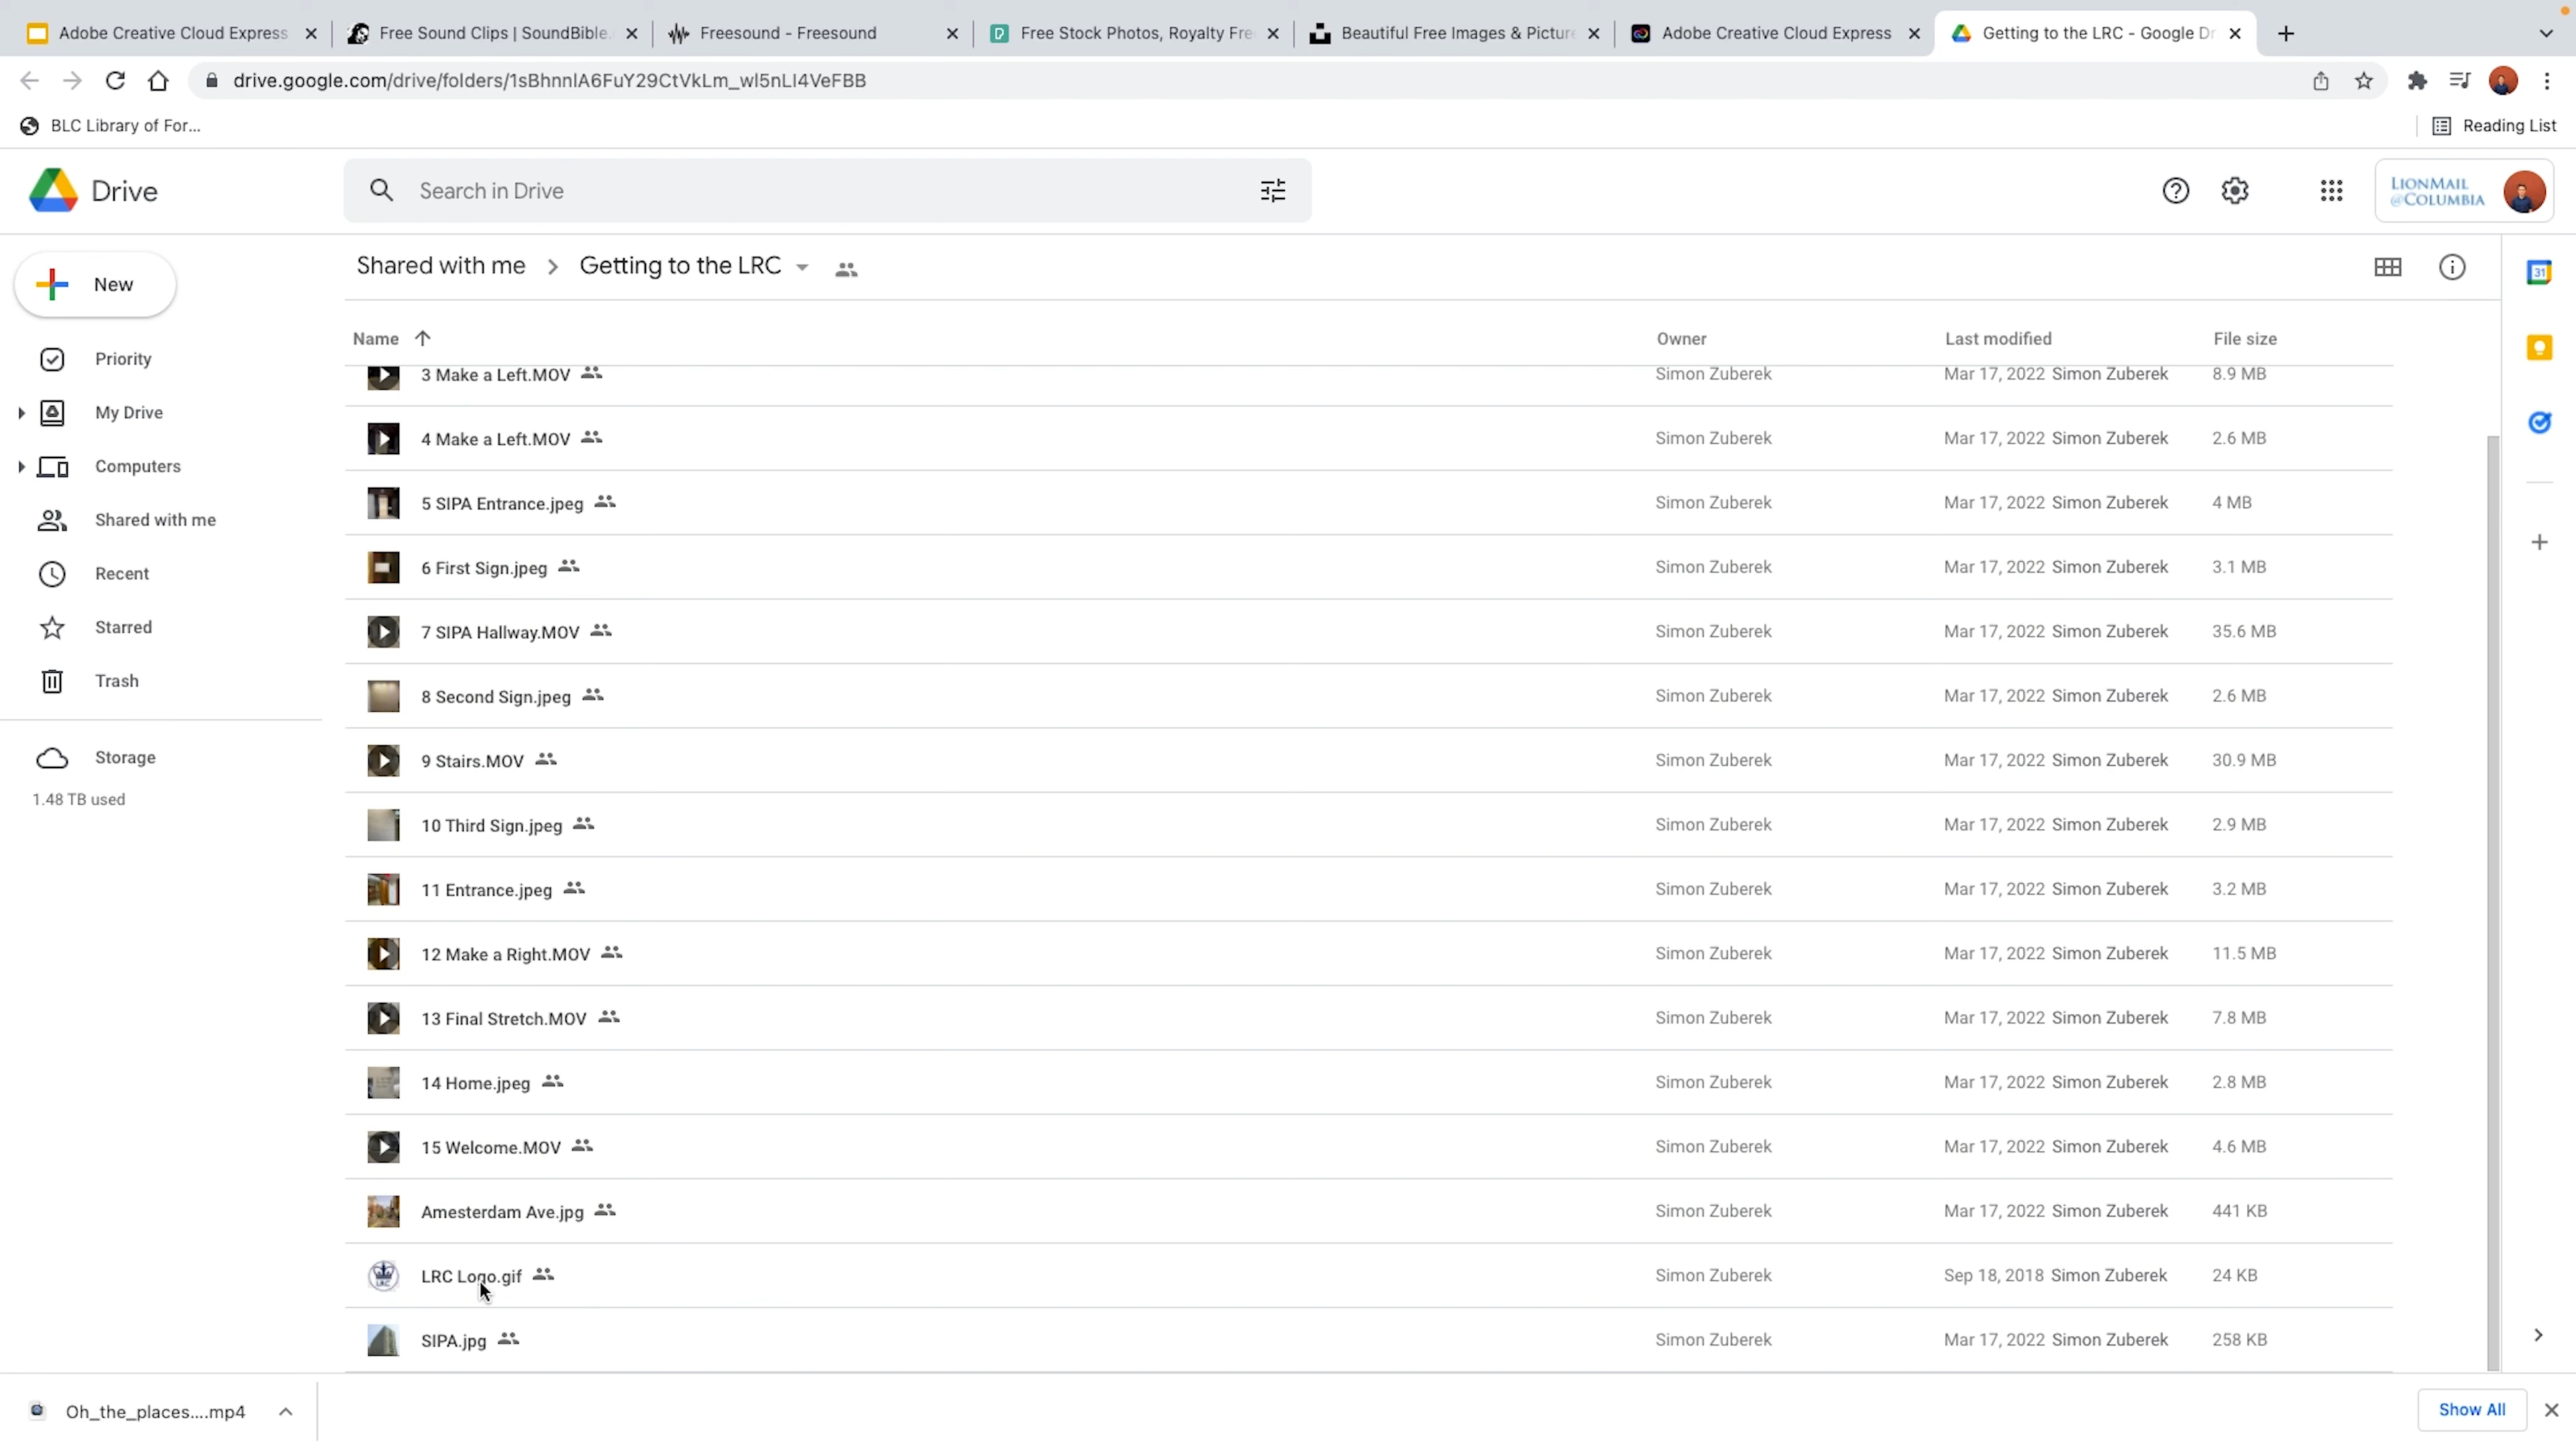 Adobe Creative Cloud Express
Free Sound Clips | SoundBible.
Freesound - Freesound
Free Stock Photos, Royalty Fre
Beautiful Free Images & Picture
Adobe Creative Cloud Express
Getting to the LRC - Google Dr
drive.google.com/drive/folders/1sBhnnlA6FuY29CtVkLm_wl5nLI4VeFBB
BLC Library of For...
Reading List
Drive
Search in Drive
LIONMAIL
@COLUMBIA
New
Priority
My Drive
Computers
Shared with me
Recent
Starred
Trash
Storage
1.48 TB used
Shared with me > Getting to the LRC
31
Name Owner Last modified File size
3 Make a Left.MOV Simon Zuberek Mar 17, 2022 Simon Zuberek 8.9 MB
4 Make a Left.MOV Simon Zuberek Mar 17, 2022 Simon Zuberek 2.6 MB
5 SIPA Entrance.jpeg Simon Zuberek Mar 17, 2022 Simon Zuberek 4 MB
6 First Sign.jpeg Simon Zuberek Mar 17, 2022 Simon Zuberek 3.1 MB
7 SIPA Hallway.MOV Simon Zuberek Mar 17, 2022 Simon Zuberek 35.6 MB
8 Second Sign.jpeg Simon Zuberek Mar 17, 2022 Simon Zuberek 2.6 MB
9 Stairs.MOV Simon Zuberek Mar 17, 2022 Simon Zuberek 30.9 MB
10 Third Sign.jpeg Simon Zuberek Mar 17, 2022 Simon Zuberek 2.9 MB
11 Entrance.jpeg Simon Zuberek Mar 17, 2022 Simon Zuberek 3.2 MB
12 Make a Right.MOV Simon Zuberek Mar 17, 2022 Simon Zuberek 11.5 MB
13 Final Stretch.MOV Simon Zuberek Mar 17, 2022 Simon Zuberek 7.8 MB
14 Home.jpeg Simon Zuberek Mar 17, 2022 Simon Zuberek 2.8 MB
15 Welcome.MOV Simon Zuberek Mar 17, 2022 Simon Zuberek 4.6 MB
Amesterdam Ave.jpg Simon Zuberek Mar 17, 2022 Simon Zuberek 441 KB
LRC Logo.gif Simon Zuberek Sep 18, 2018 Simon Zuberek 24 KB
SIPA.jpg Simon Zuberek Mar 17, 2022 Simon Zuberek 258 KB
Oh_the_places....mp4
Show All